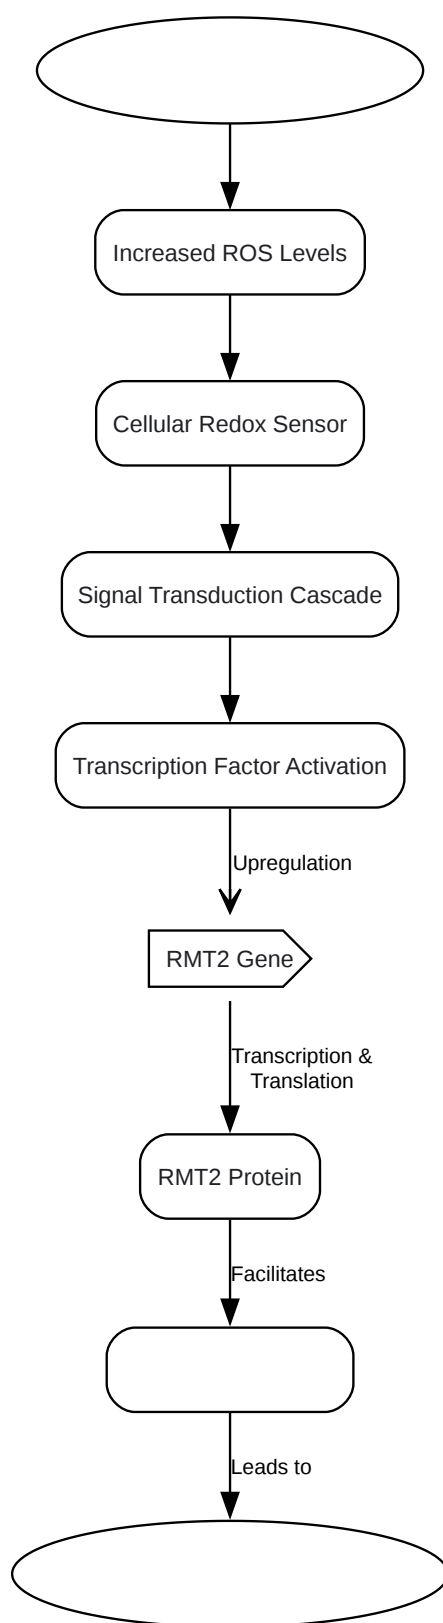 Increased ROS Levels
Cellular Redox Sensor
Signal Transduction Cascade
Transcription Factor Activation
Upregulation
RMT2 Gene
Transcription &
Translation
RMT2 Protein
Facilitates
Leads to